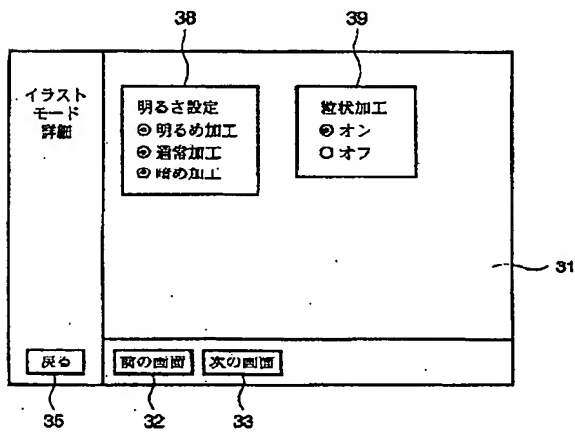 38
39
イラスト
モード
詳細
明るさ設定
明るめ加工
通常加工
暗め加工
粒状加工
オン
オフ
31
戻る
前の画面
次の画面
35
32
33